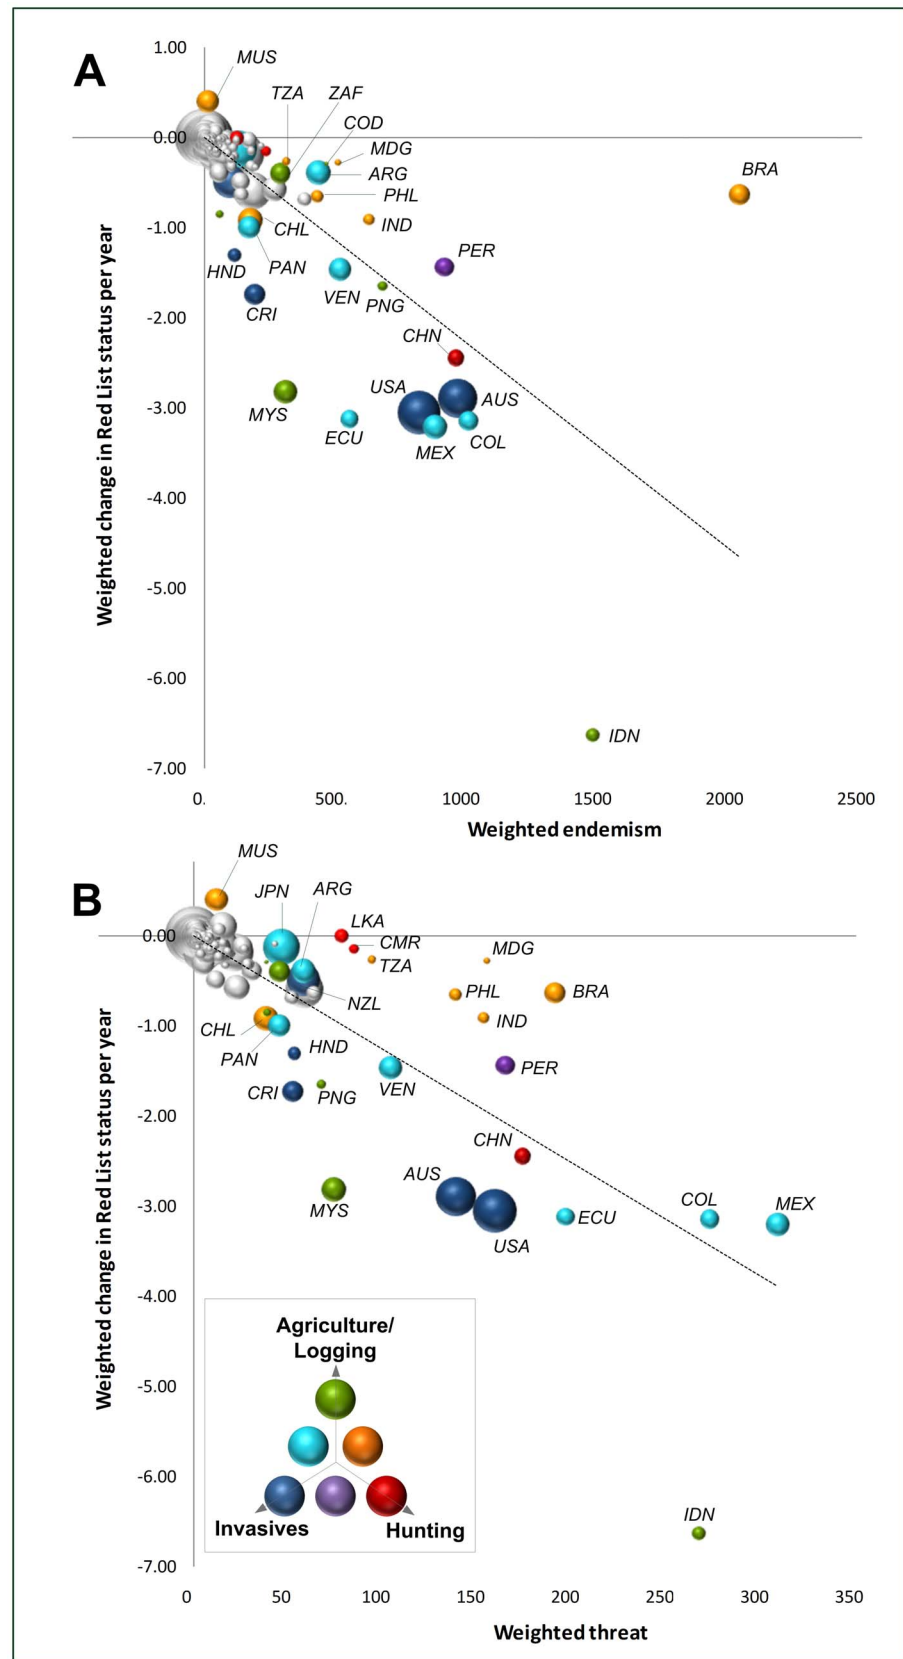 A
Weighted change in Red List status per year
1.00
0.00
-1.00
-2.00
-3.00
-4.00
-5.00
-6.00
-7.00
MUS
TZA
ZAF
COD
MDG
ARG
PHL
BRA
IND
CHL
PER
HND
PAN
VEN
PNG
CRI
CHN
USA
AUS
MYS
ECU
MEX
COL
IDN
0.
500.
1000
1500
2000
2500
Weighted endemism
B
Weighted change in Red List status per year
0.00
-1.00
-2.00
-3.00
-4.00
-5.00
-6.00
-7.00
MUS
JPN
ARG
LKA
CMR
TZA
MDG
PHL
BRA
NZL
IND
CHL
PAN
HND
PER
CRI
PNG
VEN
CHN
AUS
MYS
USA
ECU
COL
MEX
IDN
Agriculture/
Logging
Invasives
Hunting
0
50
100
150
200
250
300
350
Weighted threat